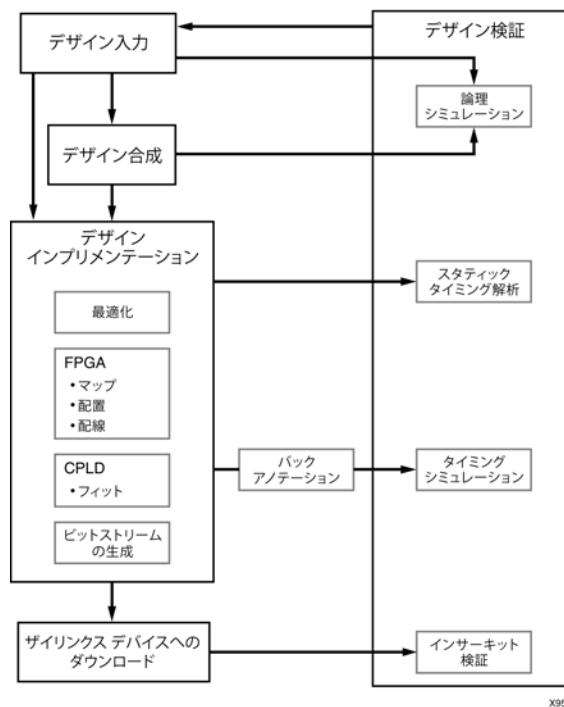 デザイン入力
デザイン検証
論理
シミュレーション
デザイン合成
デザイン
インプリメンテーション
スタティック
タイミング解析
最適化
FPGA
• マップ
• 配置
• 配線
バック
アノテーション
タイミング
シミュレーション
CPLD
• フィット
ビットストリーム
の生成
ザイリンクス デバイスへの
ダウンロード
インサーキット
検証